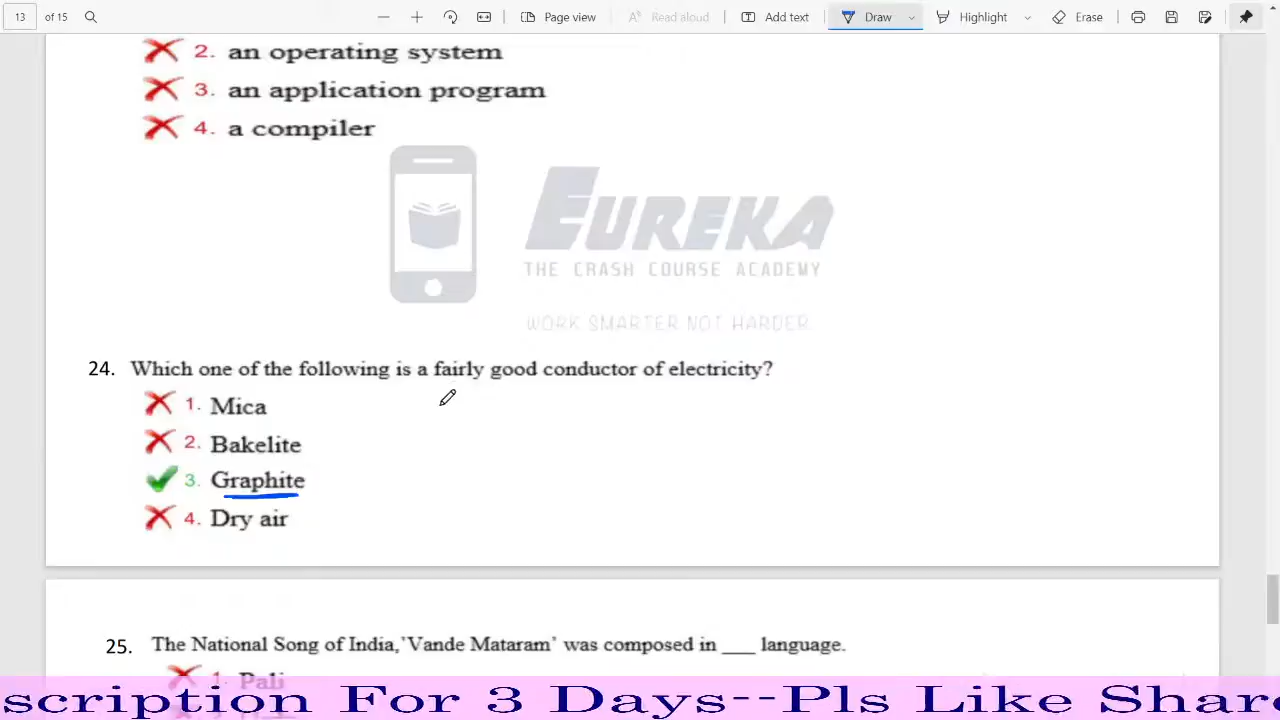 13 of 15 Page view Read aloud Add text Draw Highlight Erase
2. an operating system
3. an application program
4. a compiler
EUREKA
THE CRASH COURSE ACADEMY
WORK SMARTER NOT HARDER
24. Which one of the following is a fairly good conductor of electricity?
1. Mica
2. Bakelite
3. Graphite
4. Dry air
25. The National Song of India,'Vande Mataram' was composed in ___ language.
1. Pali
scription For 3 Days--Pls Like Share